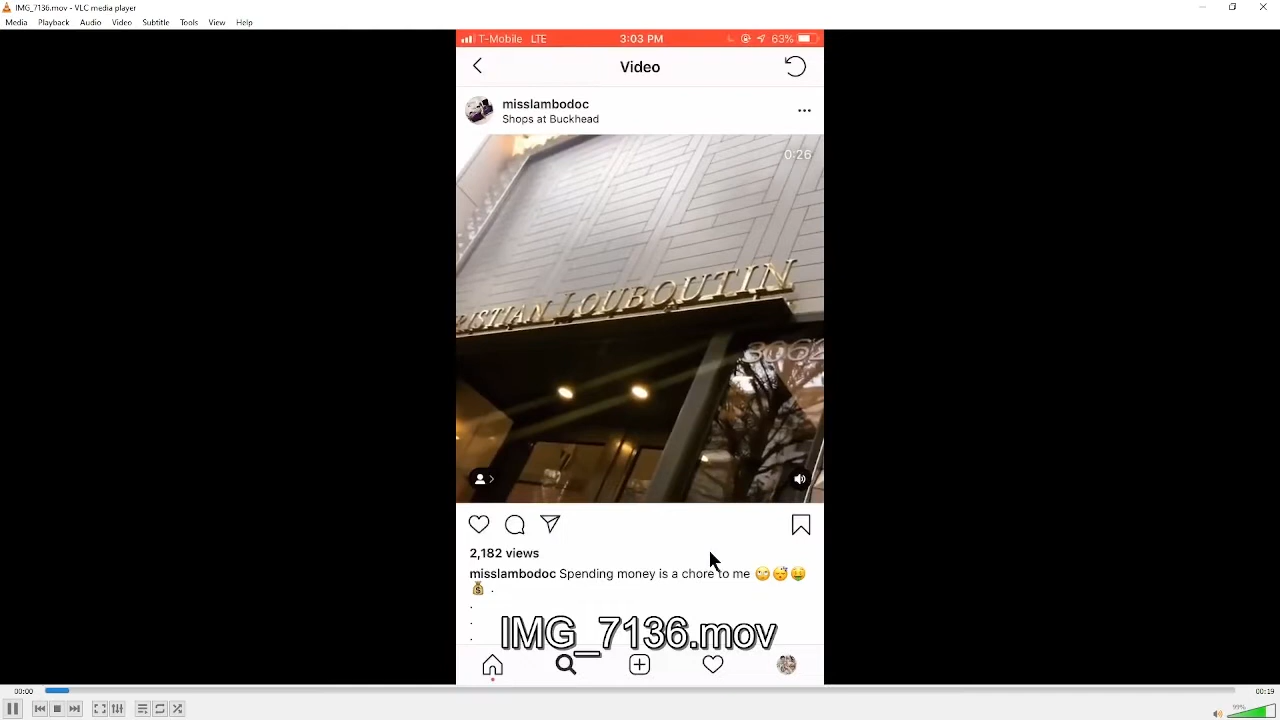 IMG_7136.mov - VLC media player
Media Playback Audio Video Subtitle Tools View Help
T-Mobile LTE 3:03 PM 63%
Video
misslambodoc
Shops at Buckhead
0:26
RISTIAN LOUBOUTIN
3062
2,182 views
misslambodoc Spending money is a chore to me 🙄😴🤑
💰 .
.
.
.
IMG_7136.mov
00:00 00:19
99%